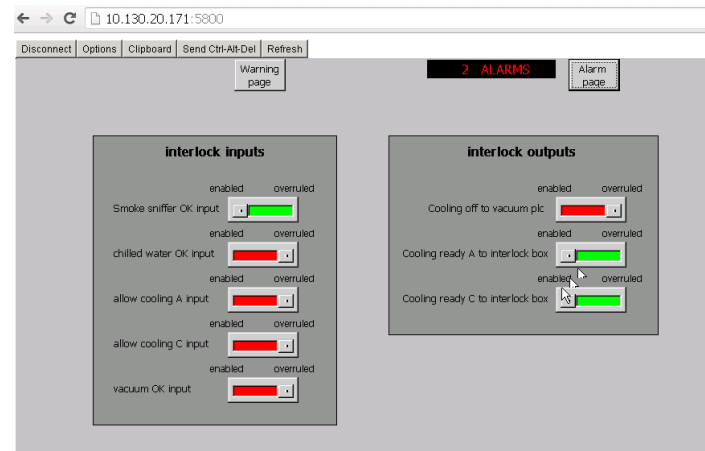 10.130.20.171:5800
Disconnect Options Clipboard Send Ctrl-Alt-Del Refresh
Warning page
2 ALARMS
Alarm page
interlock inputs
enabled overruled
Smoke sniffer OK input
enabled overruled
chilled water OK input
enabled overruled
allow cooling A input
enabled overruled
allow cooling C input
enabled overruled
vacuum OK input
interlock outputs
enabled overruled
Cooling off to vacuum plc
enabled overruled
Cooling ready A to interlock box
enabled overruled
Cooling ready C to interlock box